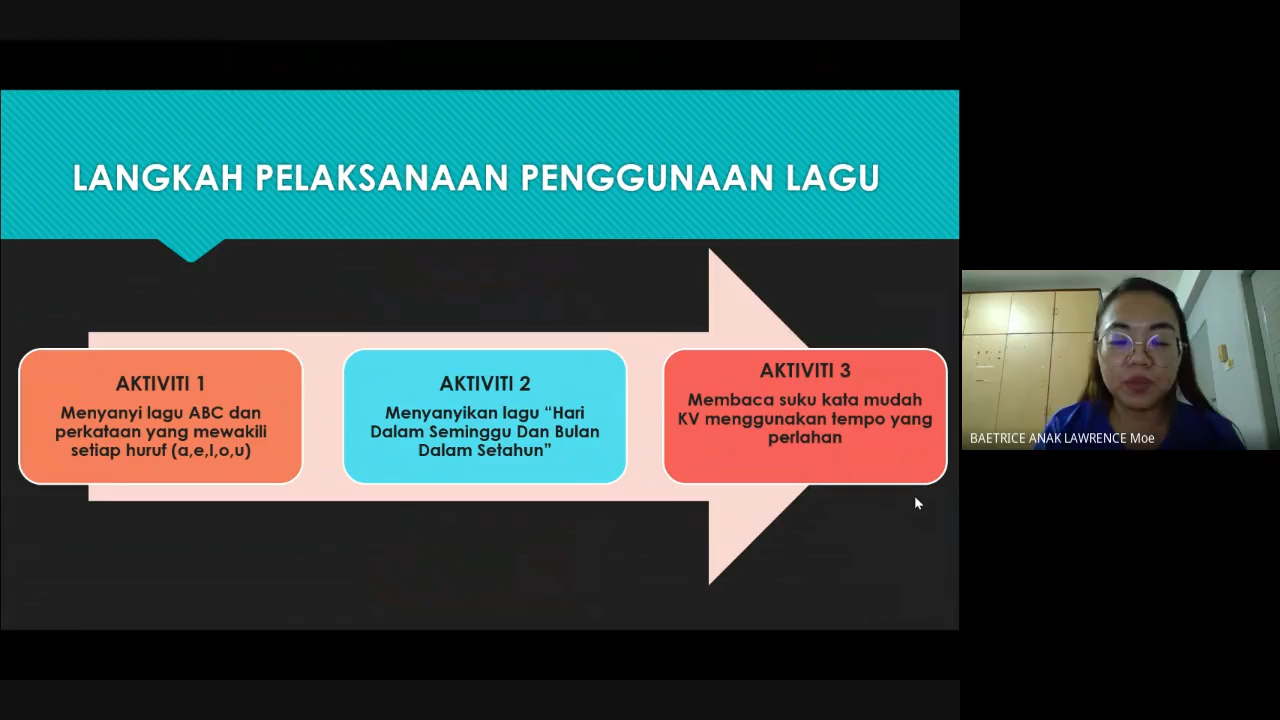 LANGKAH PELAKSANAAN PENGGUNAAN LAGU
AKTIVITI 1
Menyanyi lagu ABC dan
perkataan yang mewakili
setiap huruf (a,e,I,o,u)
AKTIVITI 2
Menyanyikan lagu “Hari
Dalam Seminggu Dan Bulan
Dalam Setahun”
AKTIVITI 3
Membaca suku kata mudah
KV menggunakan tempo yang
perlahan
BAETRICE ANAK LAWRENCE Moe